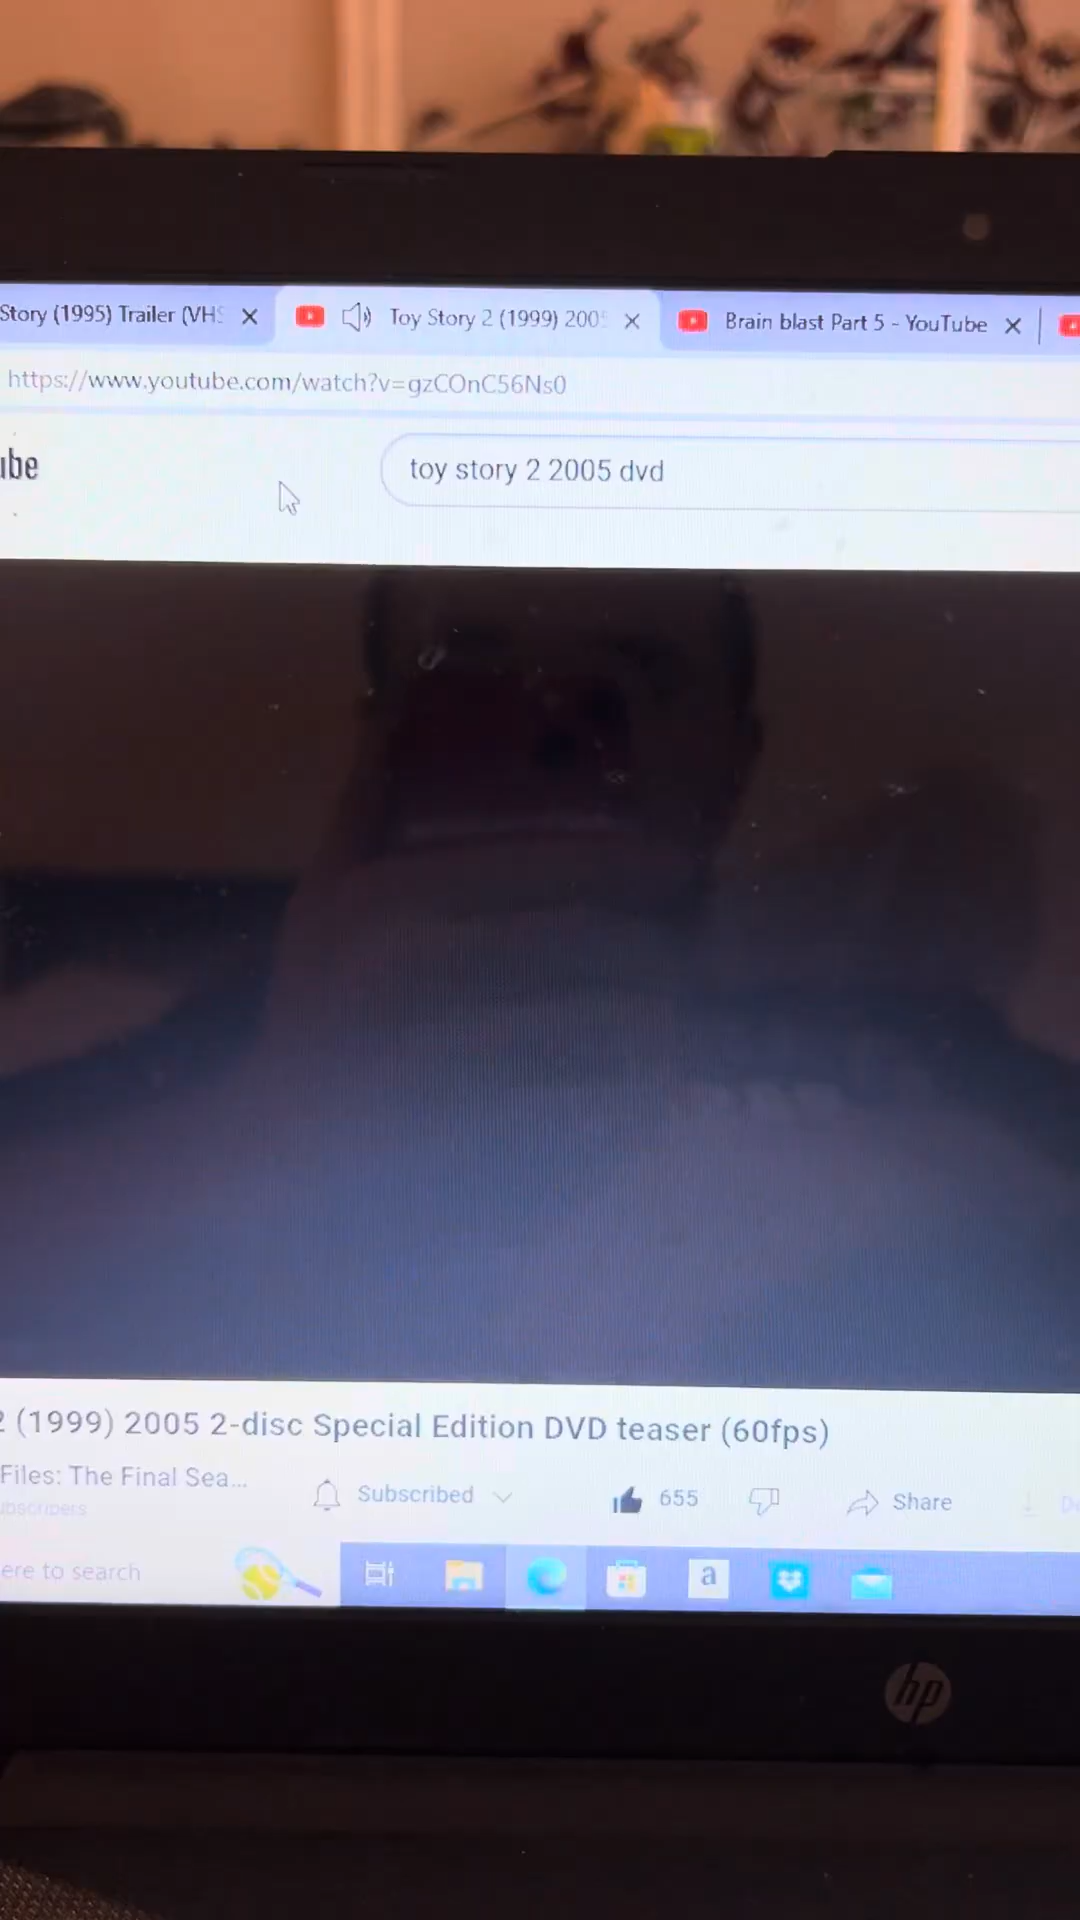 Story (1995) Trailer (VHS
Toy Story 2 (1999) 200
Brain blast Part 5 - YouTube
https://www.youtube.com/watch?v=gzCOnC56Ns0
ube
toy story 2 2005 dvd
2 (1999) 2005 2-disc Special Edition DVD teaser (60fps)
Files: The Final Sea...
Subscribed
655
Share
ubscribers
ere to search
a
hp